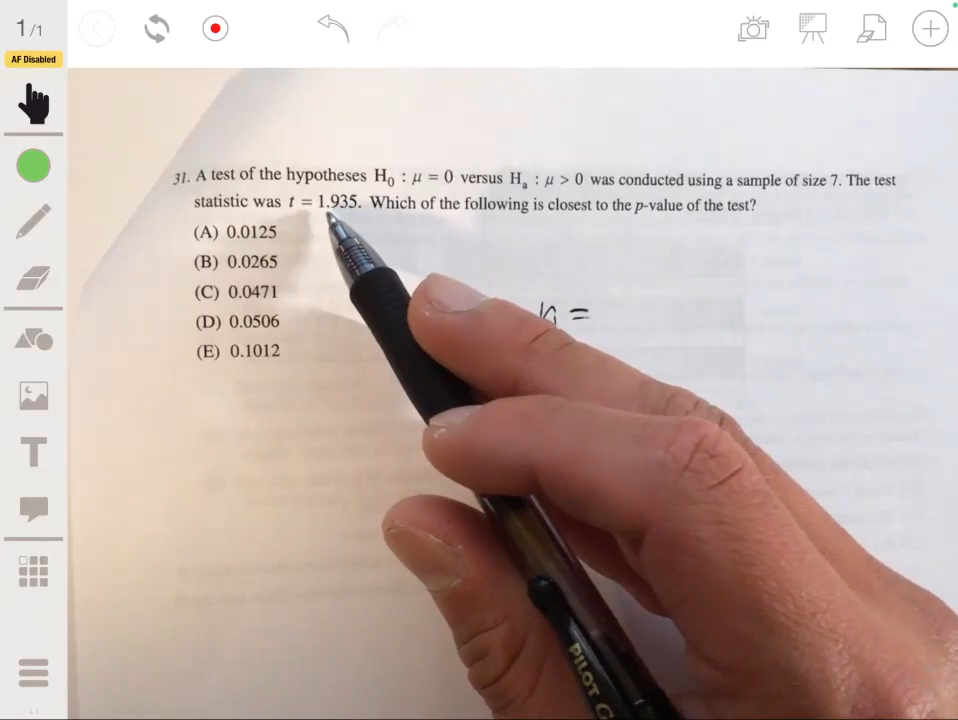 1/1
AF Disabled
31. A test of the hypotheses H₀ : μ = 0 versus Hₐ : μ > 0 was conducted using a sample of size 7. The test
statistic was t = 1.935. Which of the following is closest to the p-value of the test?
(A) 0.0125
(B) 0.0265
(C) 0.0471
(D) 0.0506
(E) 0.1012
n =
T
PILOT G